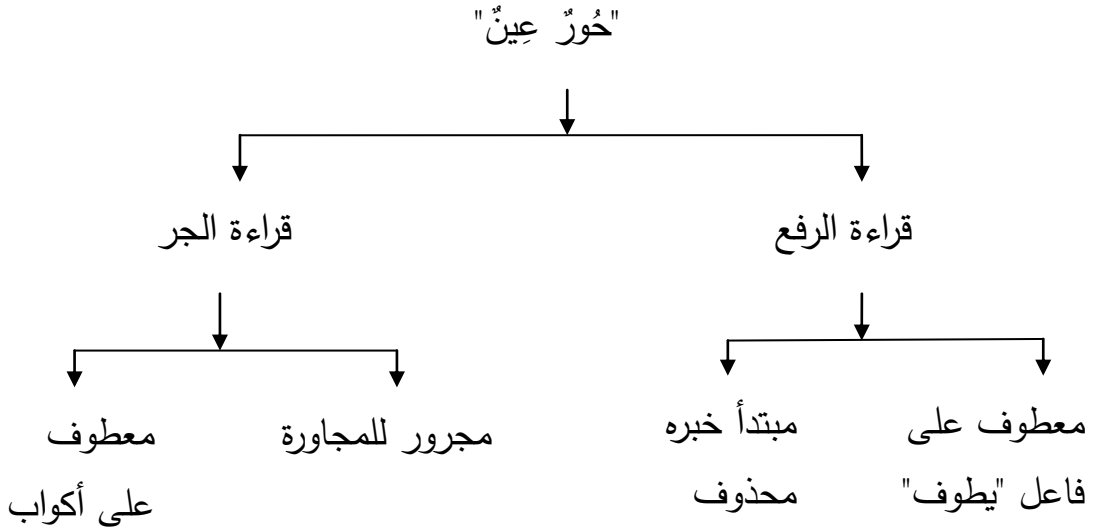 "حُورٌ عِينٌ"
قراءة الرفع
قراءة الجر
معطوف على
فاعل "يطوف"
مبتدأ خبره
محذوف
مجرور للمجاورة
معطوف
على أكواب